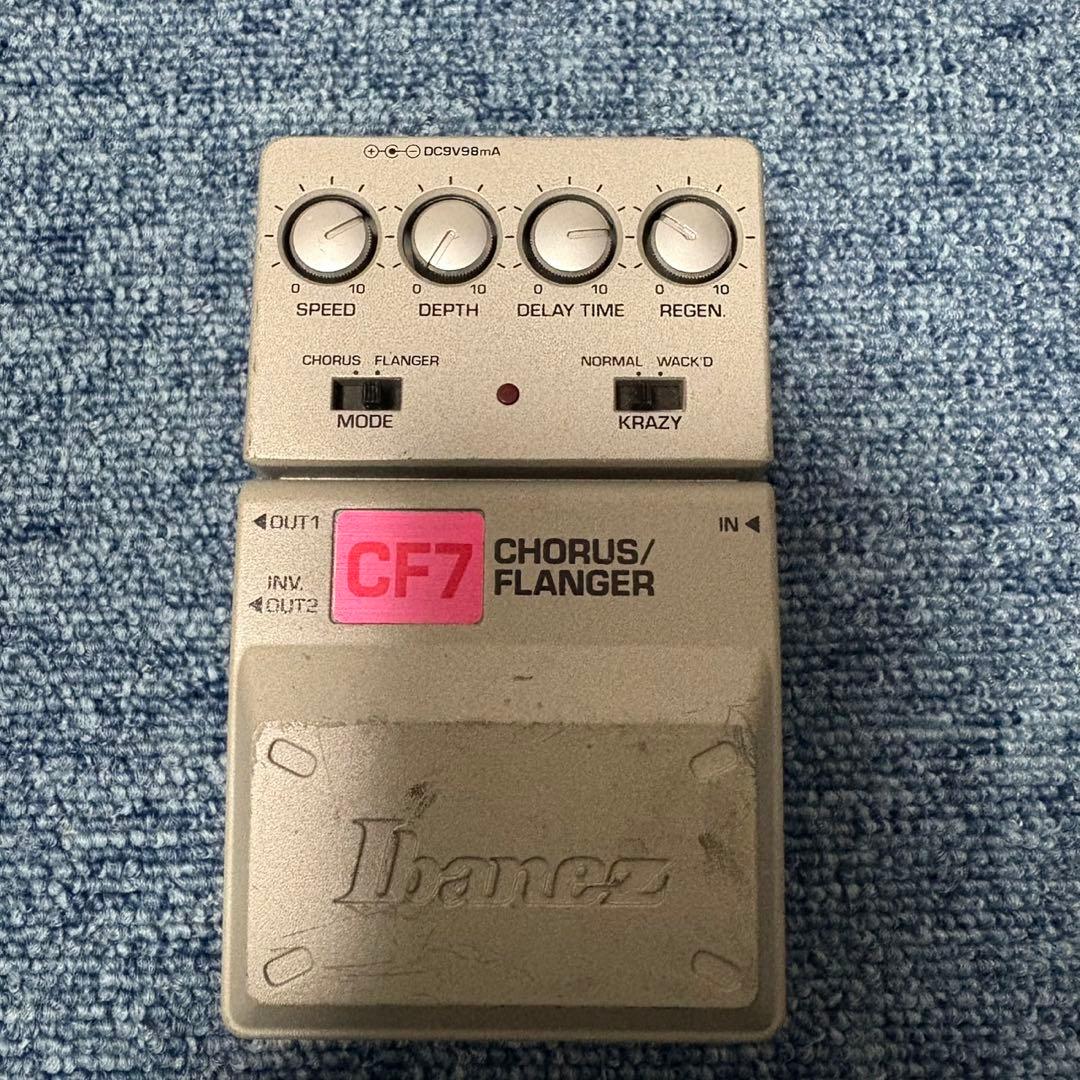 DC9V98mA
0 10 0 10 0 10 0 10
SPEED DEPTH DELAY TIME REGEN.
CHORUS FLANGER NORMAL WACK'D
MODE KRAZY
OUT1 IN
INV.
OUT2
CF7
CHORUS/
FLANGER
Ibanez